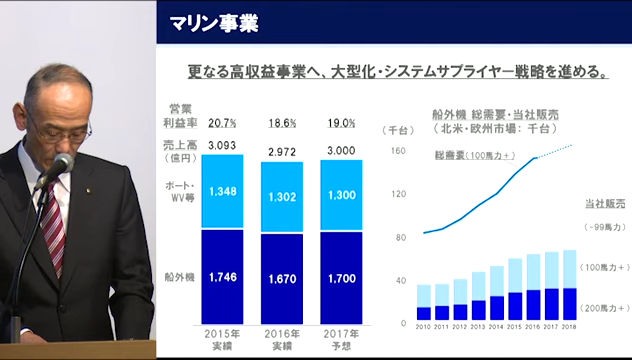 マリン事業
更なる高収益事業へ、大型化・システムサプライヤー戦略を進める。
営業
利益率 20.7% 18.6% 19.0%
売上高
(億円) 3,093 2,972 3,000
ボート・
WV等 1,348 1,302 1,300
船外機 1,746 1,670 1,700
2015年
実績
2016年
実績
2017年
予想
船外機 総需要・当社販売
(北米・欧州市場: 千台)
(千台)
160
120
80
40
0
総需要(100馬力+)
当社販売
(-99馬力)
(100馬力+)
(200馬力+)
2010 2011 2012 2013 2014 2015 2016 2017 2018